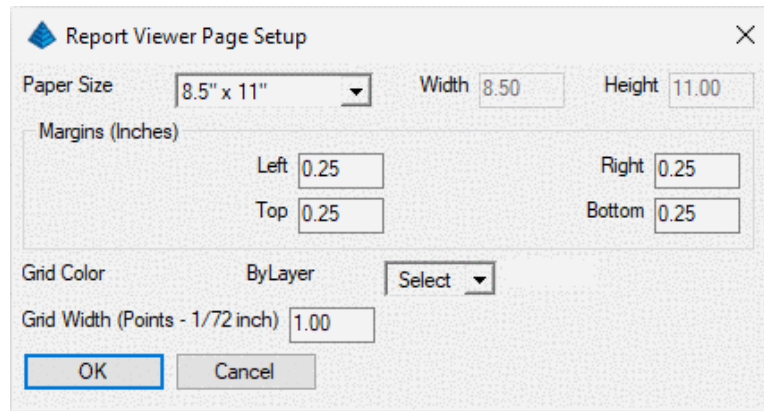 Report Viewer Page Setup
Paper Size 8.5" x 11" Width 8.50 Height 11.00
Margins (Inches)
Left 0.25 Right 0.25
Top 0.25 Bottom 0.25
Grid Color ByLayer Select
Grid Width (Points - 1/72 inch) 1.00
OK Cancel